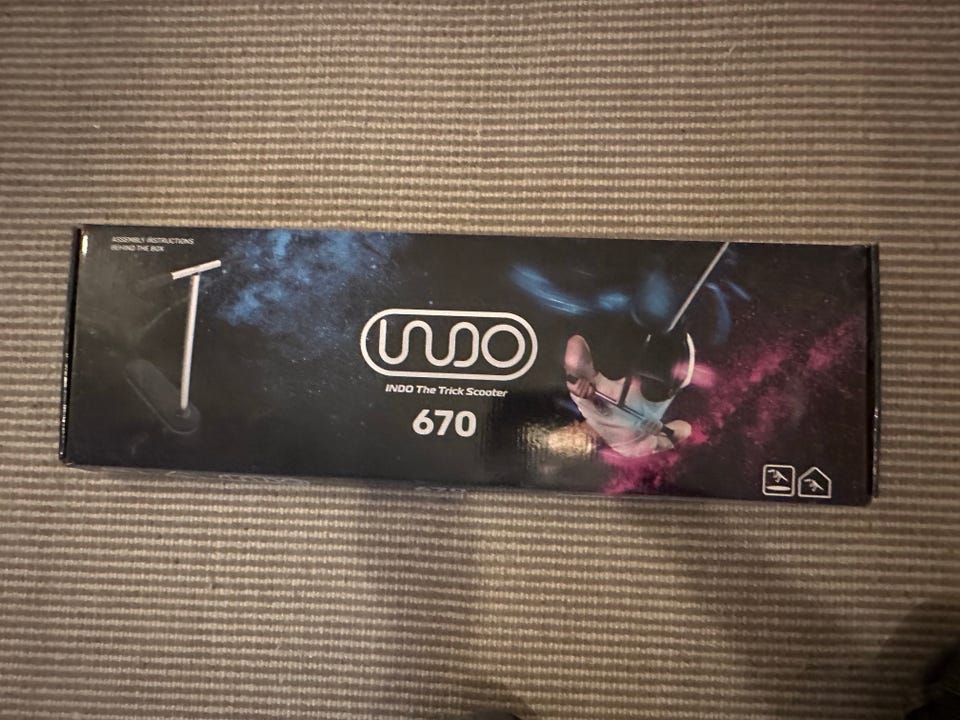 ASSEMBLY INSTRUCTIONS
BEHIND THE BOX
INDO
INDO The Trick Scooter
670